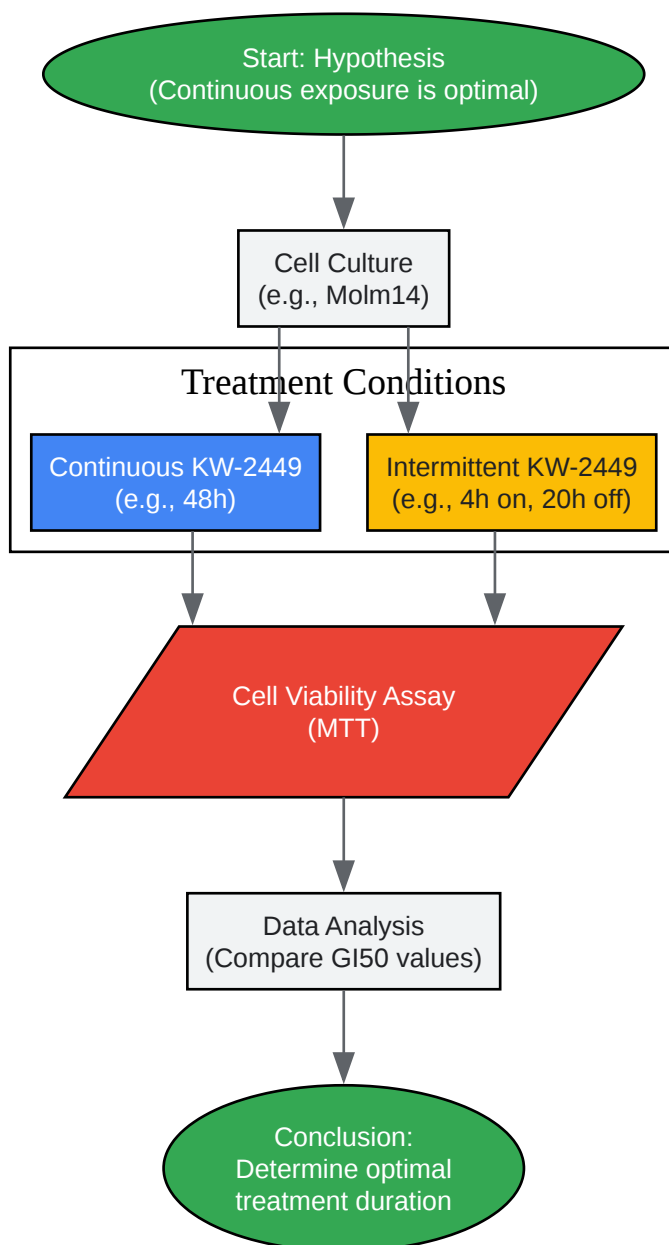 Start: Hypothesis
(Continuous exposure is optimal)
Cell Culture
(e.g., Molm14)
Treatment Conditions
Continuous KW-2449
(e.g., 48h)
Intermittent KW-2449
(e.g., 4h on, 20h off)
Cell Viability Assay
(MTT)
Data Analysis
(Compare GI50 values)
Conclusion:
Determine optimal
treatment duration